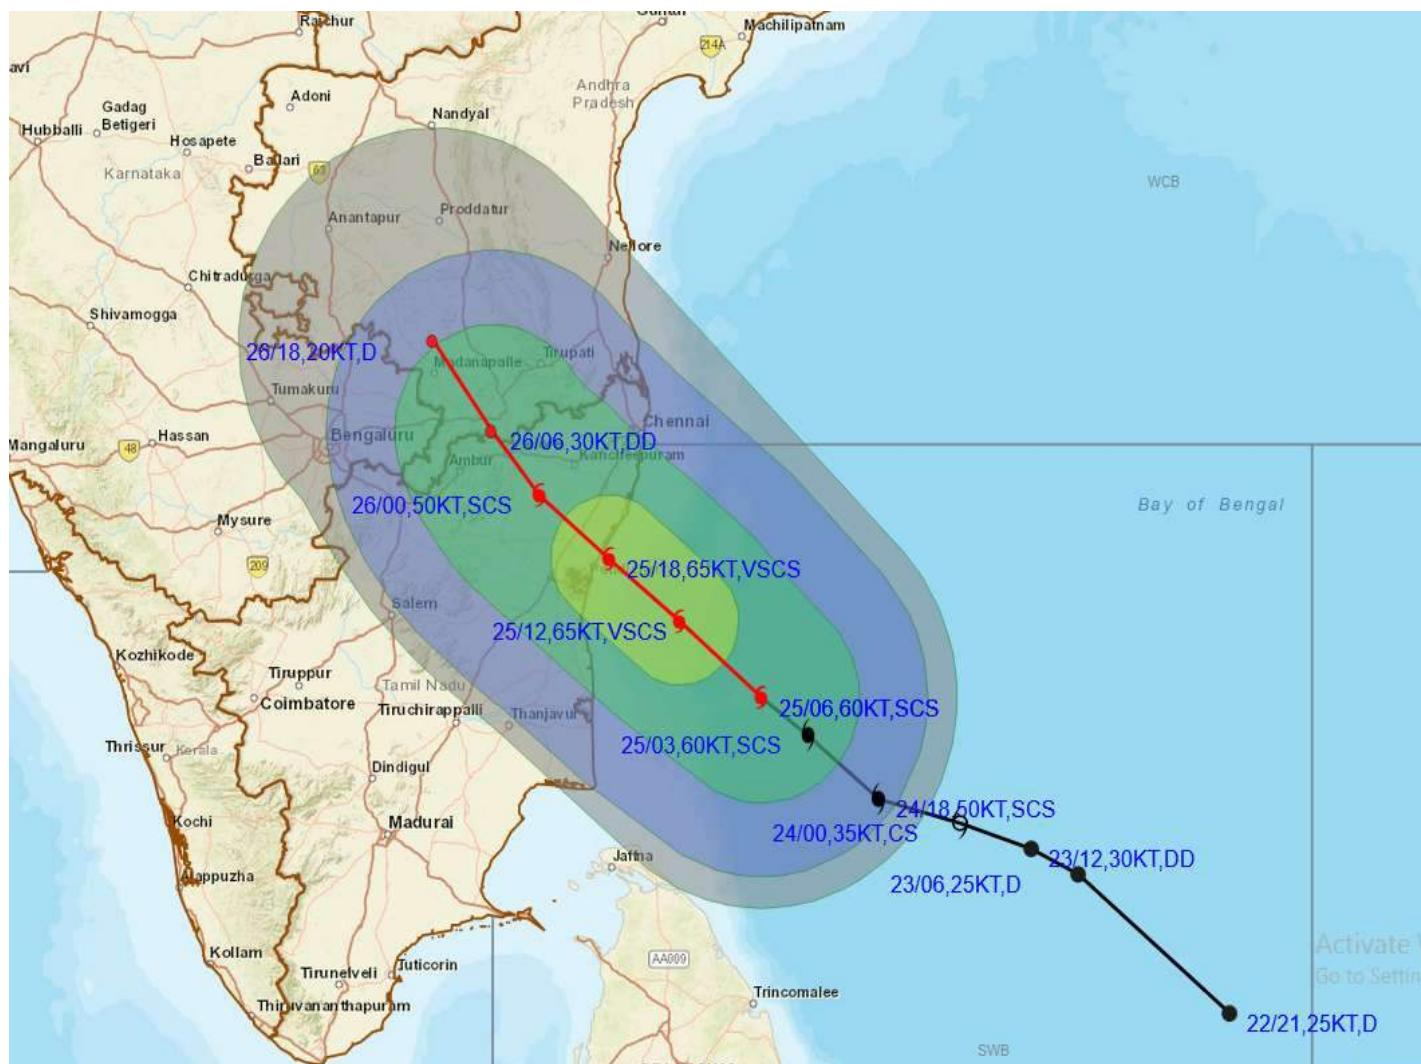 Raichur
Guntur
Machilipatnam
214A
avi
Andhra
Pradesh
Adoni
Gadag
Betigeri
Nandyal
Hubballi
Hosapete
Ballari
63
Karnataka
WCB
Proddatur
Anantapur
Nellore
Chitradurga
Shivamogga
26/18,20KT,D
Madanapalle
Tirupati
Tumakuru
Chennai
Mangaluru
48
Hassan
Bengaluru
26/06,30KT,DD
Kancheepuram
Ambur
26/00,50KT,SCS
Bay of Bengal
Mysure
209
25/18,65KT,VSCS
Salem
25/12,65KT,VSCS
Kozhikode
Tiruppur
Tamil Nadu
Coimbatore
Tiruchirappalli
25/06,60KT,SCS
Thanjavur
Thrissur
Kerala
25/03,60KT,SCS
Dindigul
24/18,50KT,SCS
Kochi
Madurai
24/00,35KT,CS
Jaffna
23/12,30KT,DD
Alappuzha
23/06,25KT,D
Activate
Kollam
AA009
Go to Settin
Tirunelveli
Tuticorin
Trincomalee
Thiruvananthapuram
22/21,25KT,D
SWB